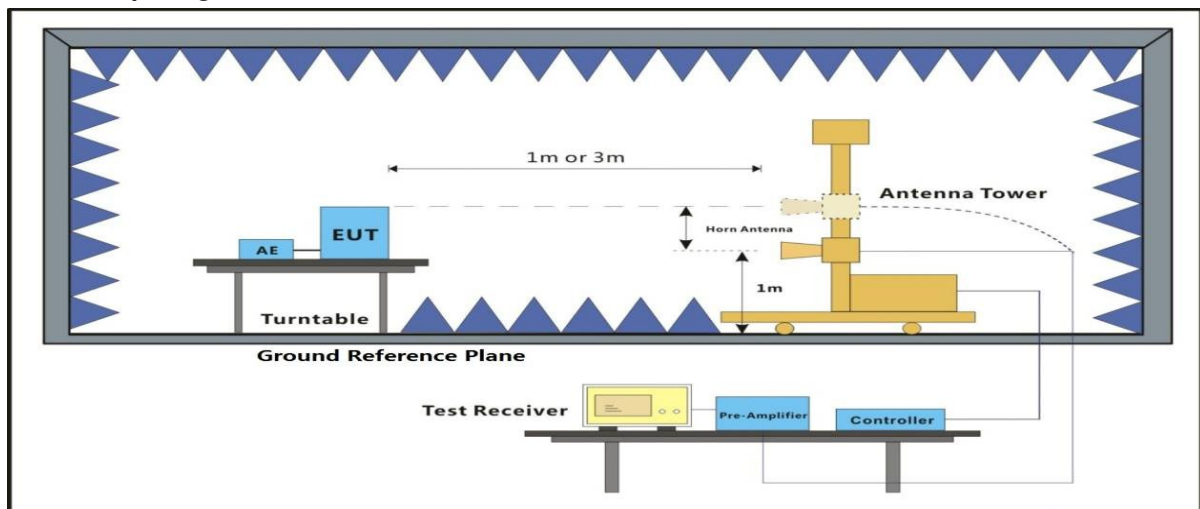 1m or 3m
Antenna Tower
Horn Antenna
EUT
AE
1m
Turntable
Ground Reference Plane
Test Receiver
Pre-Amplifier
Controller